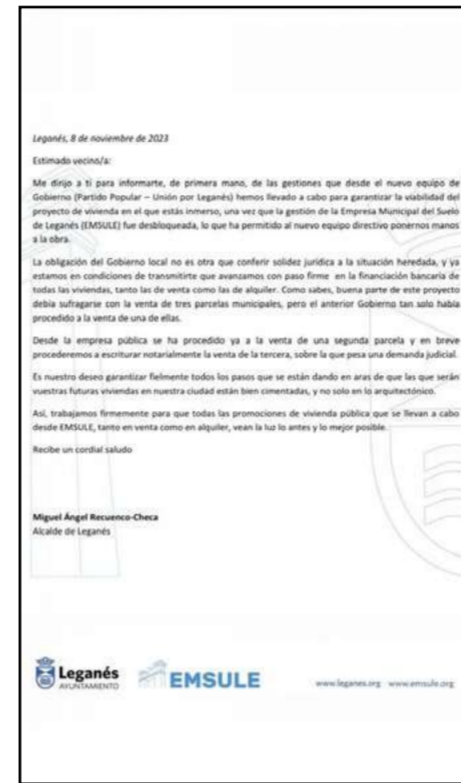 Leganés, 8 de noviembre de 2023
Estimado vecino/a:
Me dirijo a ti para informarte, de primera mano, de las gestiones que desde el nuevo equipo de
Gobierno (Partido Popular – Unión por Leganés) hemos llevado a cabo para garantizar la viabilidad del
proyecto de vivienda en el que estás inmerso, una vez que la gestión de la Empresa Municipal del Suelo
de Leganés (EMSULE) fue desbloqueada, lo que ha permitido al nuevo equipo directivo ponernos manos
a la obra.
La obligación del Gobierno local no es otra que conferir solidez jurídica a la situación heredada, y ya
estamos en condiciones de transmitirte que avanzamos con paso firme en la financiación bancaria de
todas las viviendas, tanto las de venta como las de alquiler. Como sabes, buena parte de este proyecto
debía sufragarse con la venta de tres parcelas municipales, pero el anterior Gobierno tan solo había
procedido a la venta de una de ellas.
Desde la empresa pública se ha procedido ya a la venta de una segunda parcela y en breve
procederemos a escriturar notarialmente la venta de la tercera, sobre la que pesa una demanda judicial.
Es nuestro deseo garantizar fielmente todos los pasos que se están dando en aras de que las que serán
vuestras futuras viviendas en nuestra ciudad están bien cimentadas, y no solo en lo arquitectónico.
Así, trabajamos firmemente para que todas las promociones de vivienda pública que se llevan a cabo
desde EMSULE, tanto en venta como en alquiler, vean la luz lo antes y lo mejor posible.
Recibe un cordial saludo
Miguel Ángel Recuenco-Checa
Alcalde de Leganés
Leganés
AYUNTAMIENTO
EMSULE
www.leganes.org www.emsule.org